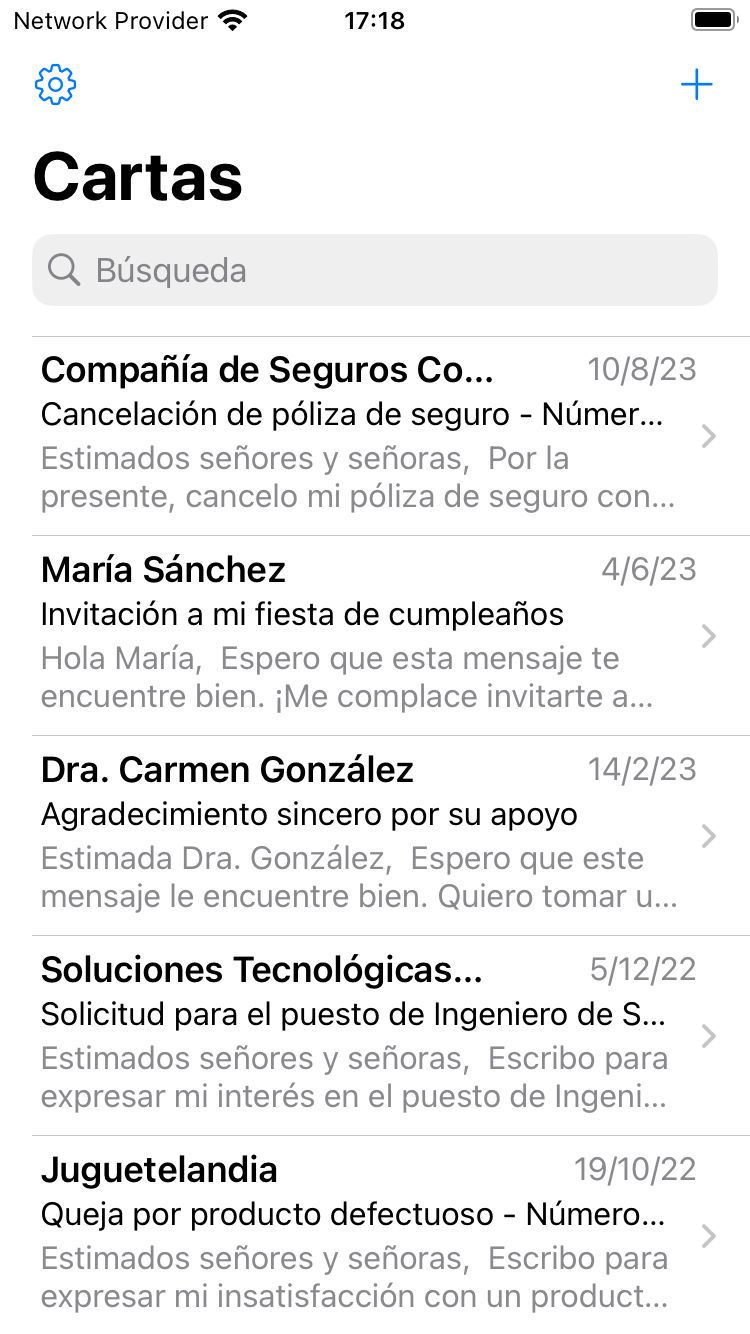 Network Provider 17:18
Cartas
Búsqueda
Compañía de Seguros Co... 10/8/23
Cancelación de póliza de seguro - Númer...
Estimados señores y señoras,  Por la
presente, cancelo mi póliza de seguro con...
María Sánchez 4/6/23
Invitación a mi fiesta de cumpleaños
Hola María,  Espero que esta mensaje te
encuentre bien. ¡Me complace invitarte a...
Dra. Carmen González 14/2/23
Agradecimiento sincero por su apoyo
Estimada Dra. González,  Espero que este
mensaje le encuentre bien. Quiero tomar u...
Soluciones Tecnológicas... 5/12/22
Solicitud para el puesto de Ingeniero de S...
Estimados señores y señoras,  Escribo para
expresar mi interés en el puesto de Ingeni...
Juguetelandia 19/10/22
Queja por producto defectuoso - Número...
Estimados señores y señoras,  Escribo para
expresar mi insatisfacción con un product...